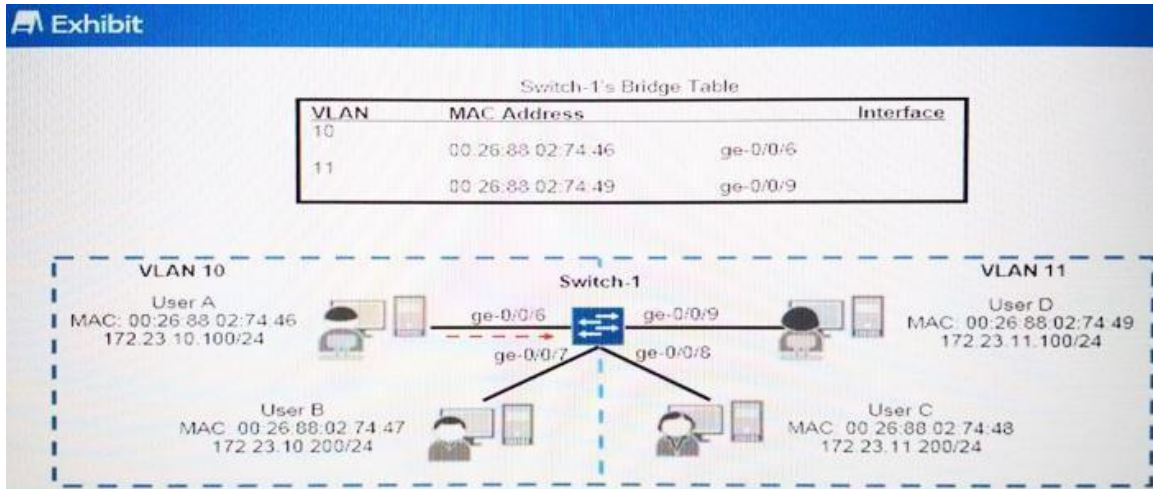 Exhibit
Switch-1's Bridge Table
VLAN MAC Address Interface
10
00:26:88:02:74:46 ge-0/0/6
11
00:26:88:02:74:49 ge-0/0/9
VLAN 10 Switch-1 VLAN 11
User A
MAC: 00:26:88:02:74:46
172.23.10.100/24
ge-0/0/6 ge-0/0/9
User D
MAC: 00:26:88:02:74:49
172.23.11.100/24
ge-0/0/7 ge-0/0/8
User B
MAC: 00:26:88:02:74:47
172.23.10.200/24
User C
MAC: 00:26:88:02:74:48
172.23.11.200/24